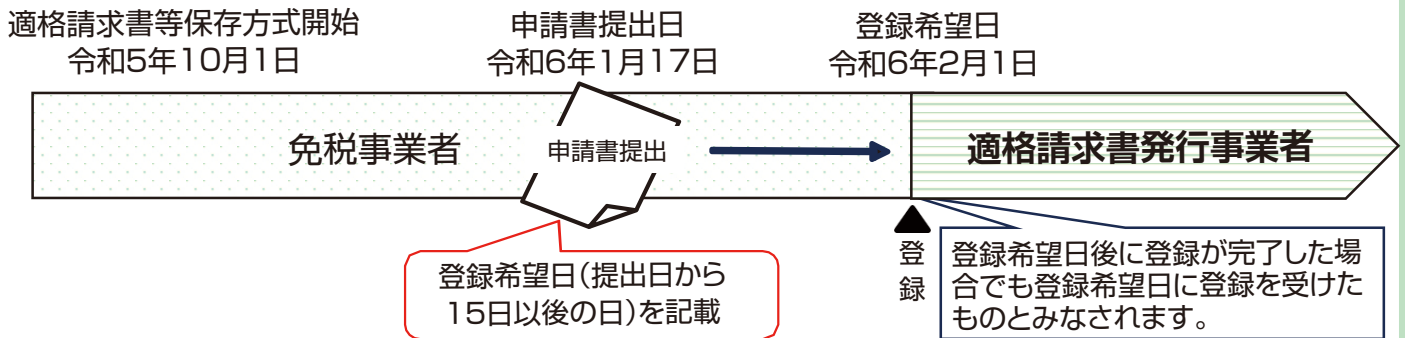 適格請求書等保存方式開始
令和5年10月1日
申請書提出日
令和6年1月17日
登録希望日
令和6年2月1日
免税事業者
申請書提出
適格請求書発行事業者
登録希望日(提出日から
15日以後の日)を記載
登録
登録希望日後に登録が完了した場
合でも登録希望日に登録を受けた
ものとみなされます。